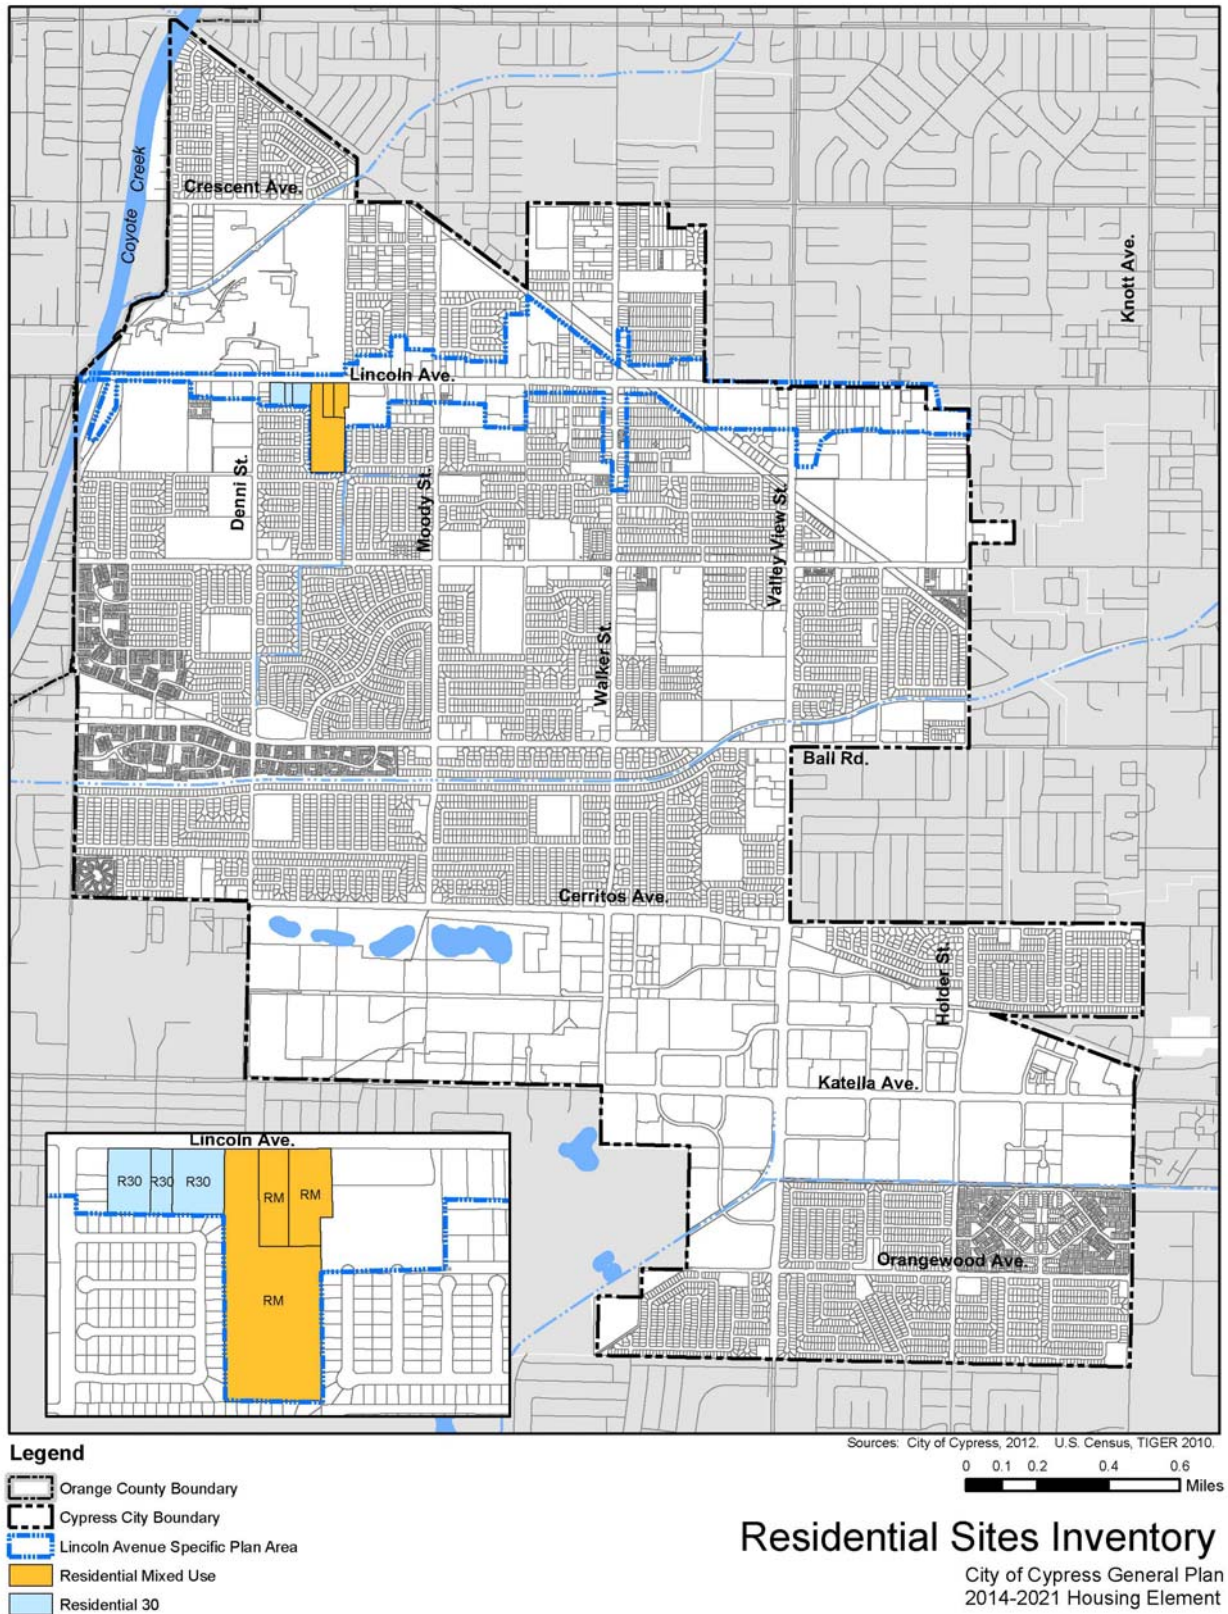 Coyote Creek
Crescent Ave.
Knott Ave.
Lincoln Ave.
Denni St.
Moody St.
Valley View St.
Walker St.
Ball Rd.
Cerritos Ave.
Holder St.
Katella Ave.
Lincoln Ave.
R30 R30 R30 RM RM
RM
Orangewood Ave.
Sources: City of Cypress, 2012. U.S. Census, TIGER 2010.
Legend
0 0.1 0.2 0.4 0.6
Miles
Orange County Boundary
Cypress City Boundary
Lincoln Avenue Specific Plan Area
Residential Mixed Use
Residential 30
Residential Sites Inventory
City of Cypress General Plan
2014-2021 Housing Element